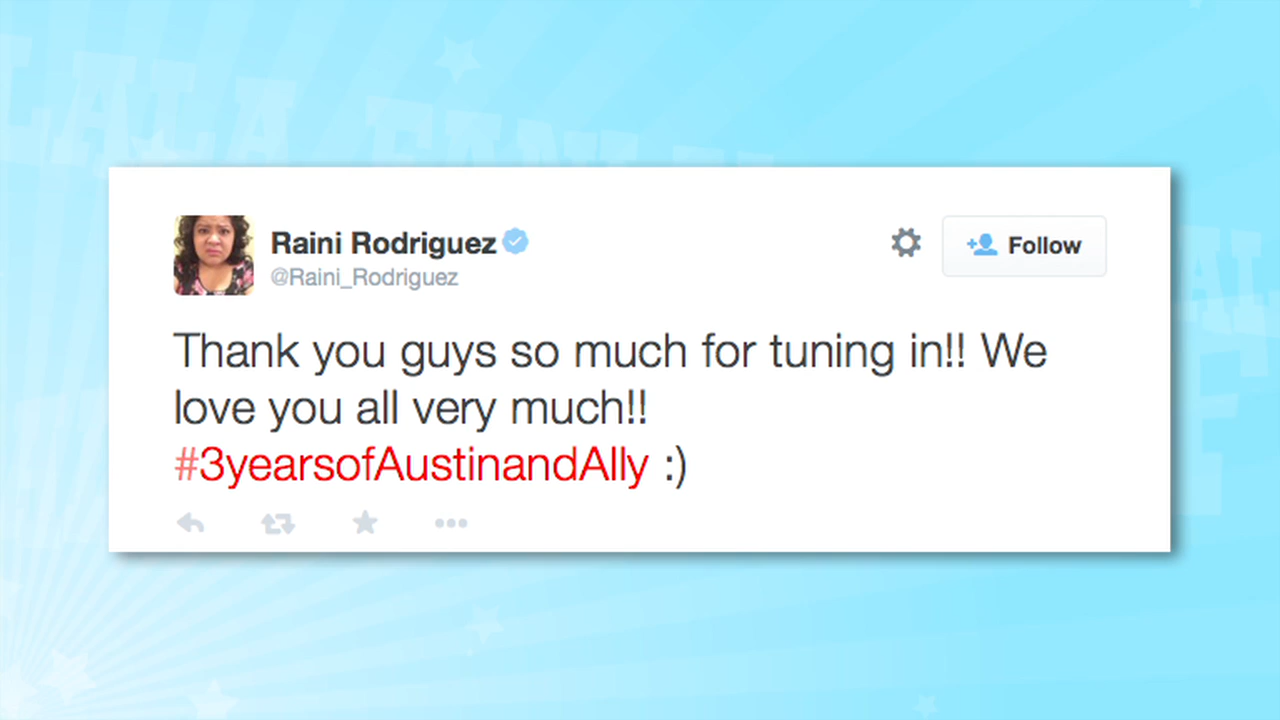 Raini Rodriguez
@Raini_Rodriguez
Follow
Thank you guys so much for tuning in!! We
love you all very much!!
#3yearsofAustinandAlly :)